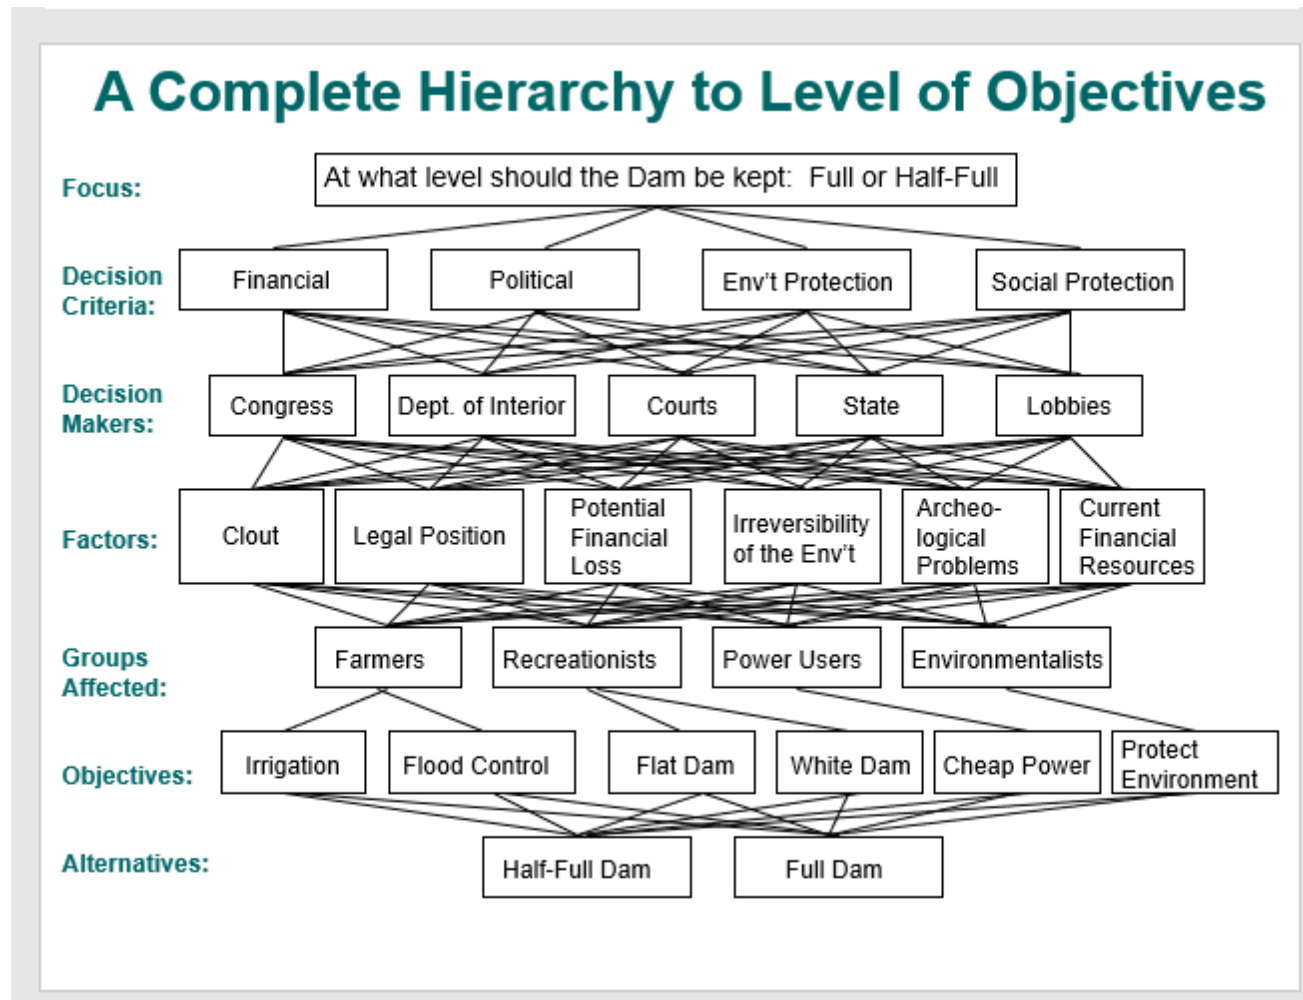 A Complete Hierarchy to Level of Objectives
Focus:
At what level should the Dam be kept:  Full or Half-Full
Decision
Criteria:
Financial
Political
Env’t Protection
Social Protection
Decision
Makers:
Congress
Dept. of Interior
Courts
State
Lobbies
Factors:
Clout
Legal Position
Potential
Financial
Loss
Irreversibility
of the Env’t
Archeo-
logical
Problems
Current
Financial
Resources
Groups
Affected:
Farmers
Recreationists
Power Users
Environmentalists
Objectives:
Irrigation
Flood Control
Flat Dam
White Dam
Cheap Power
Protect
Environment
Alternatives:
Half-Full Dam
Full Dam